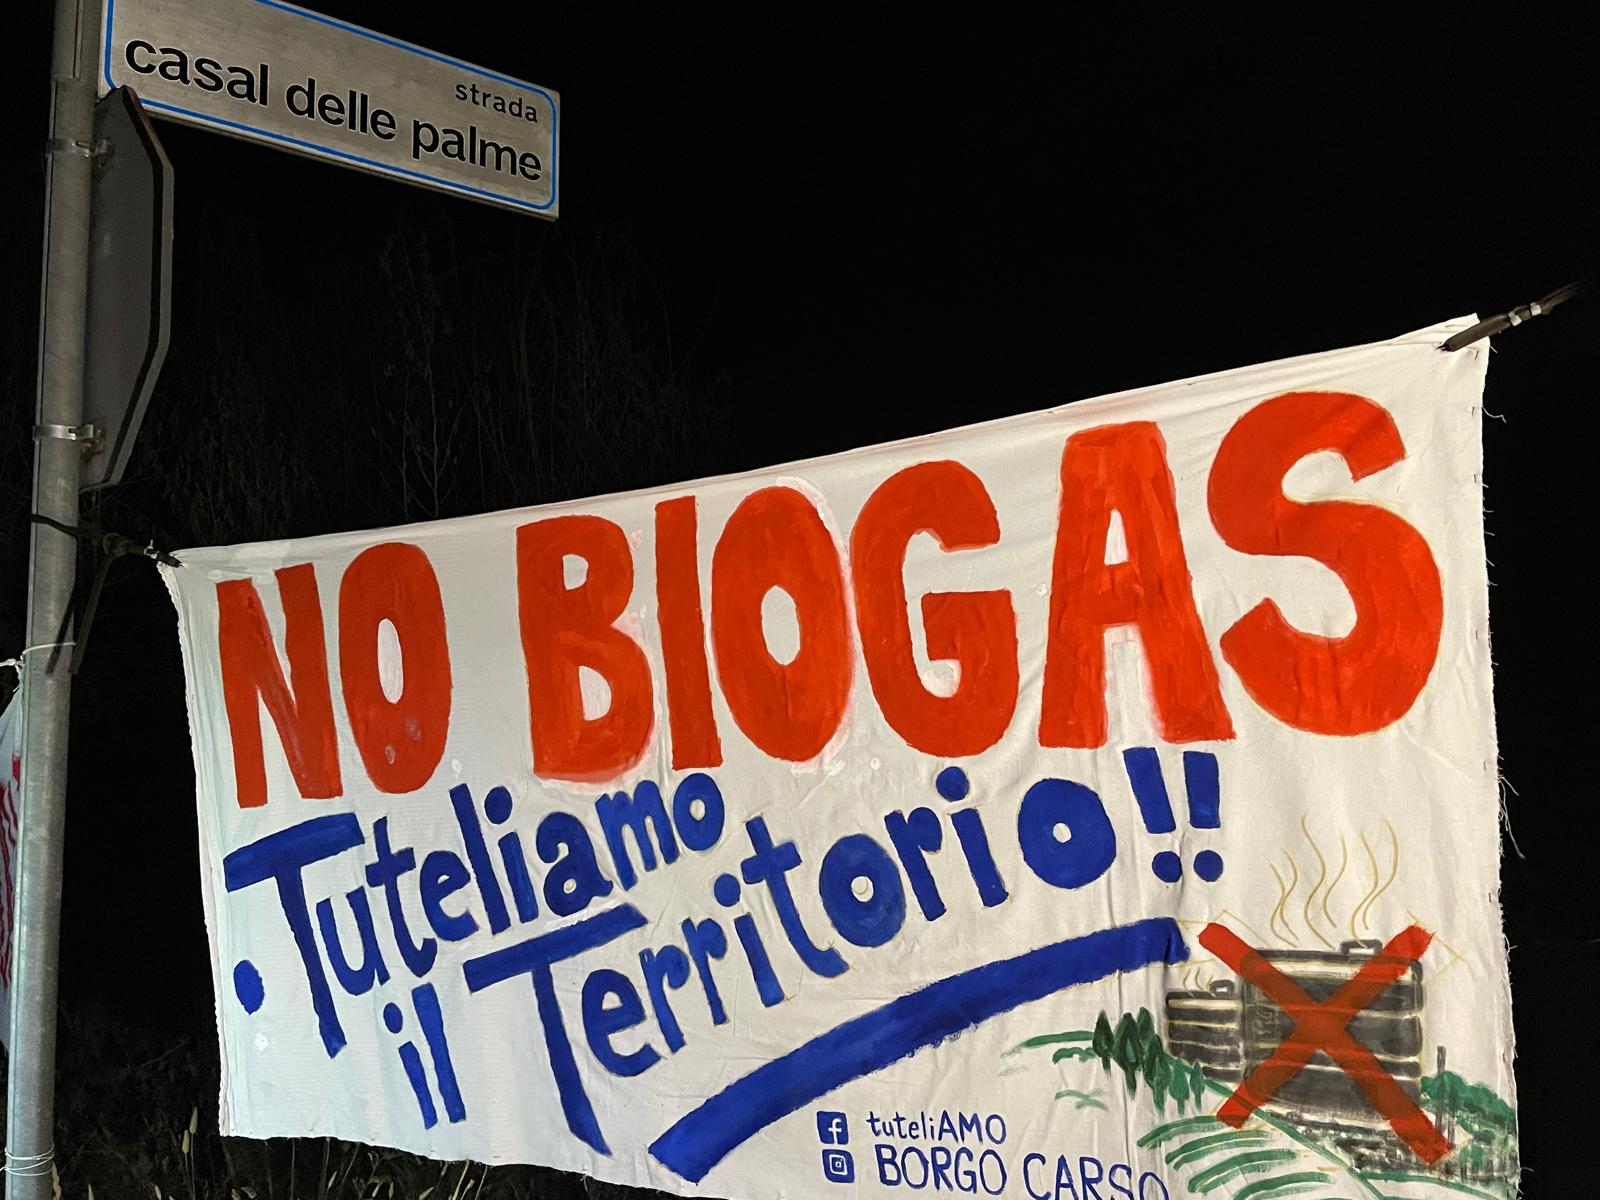 strada
casal delle palme
NO BIOGAS
• Tuteliamo
il Territorio!!
tuteliAMO
BORGO CARSO